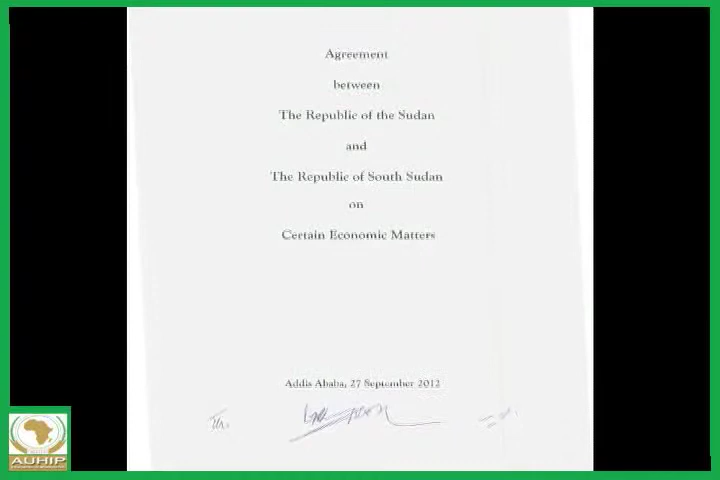 Agreement
between
The Republic of the Sudan
and
The Republic of South Sudan
on
Certain Economic Matters
Addis Ababa, 27 September 2012
AUHIP